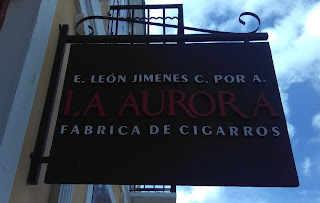 E. LEÓN JIMENES C. POR A.
LA AURORA
FABRICA DE CIGARROS